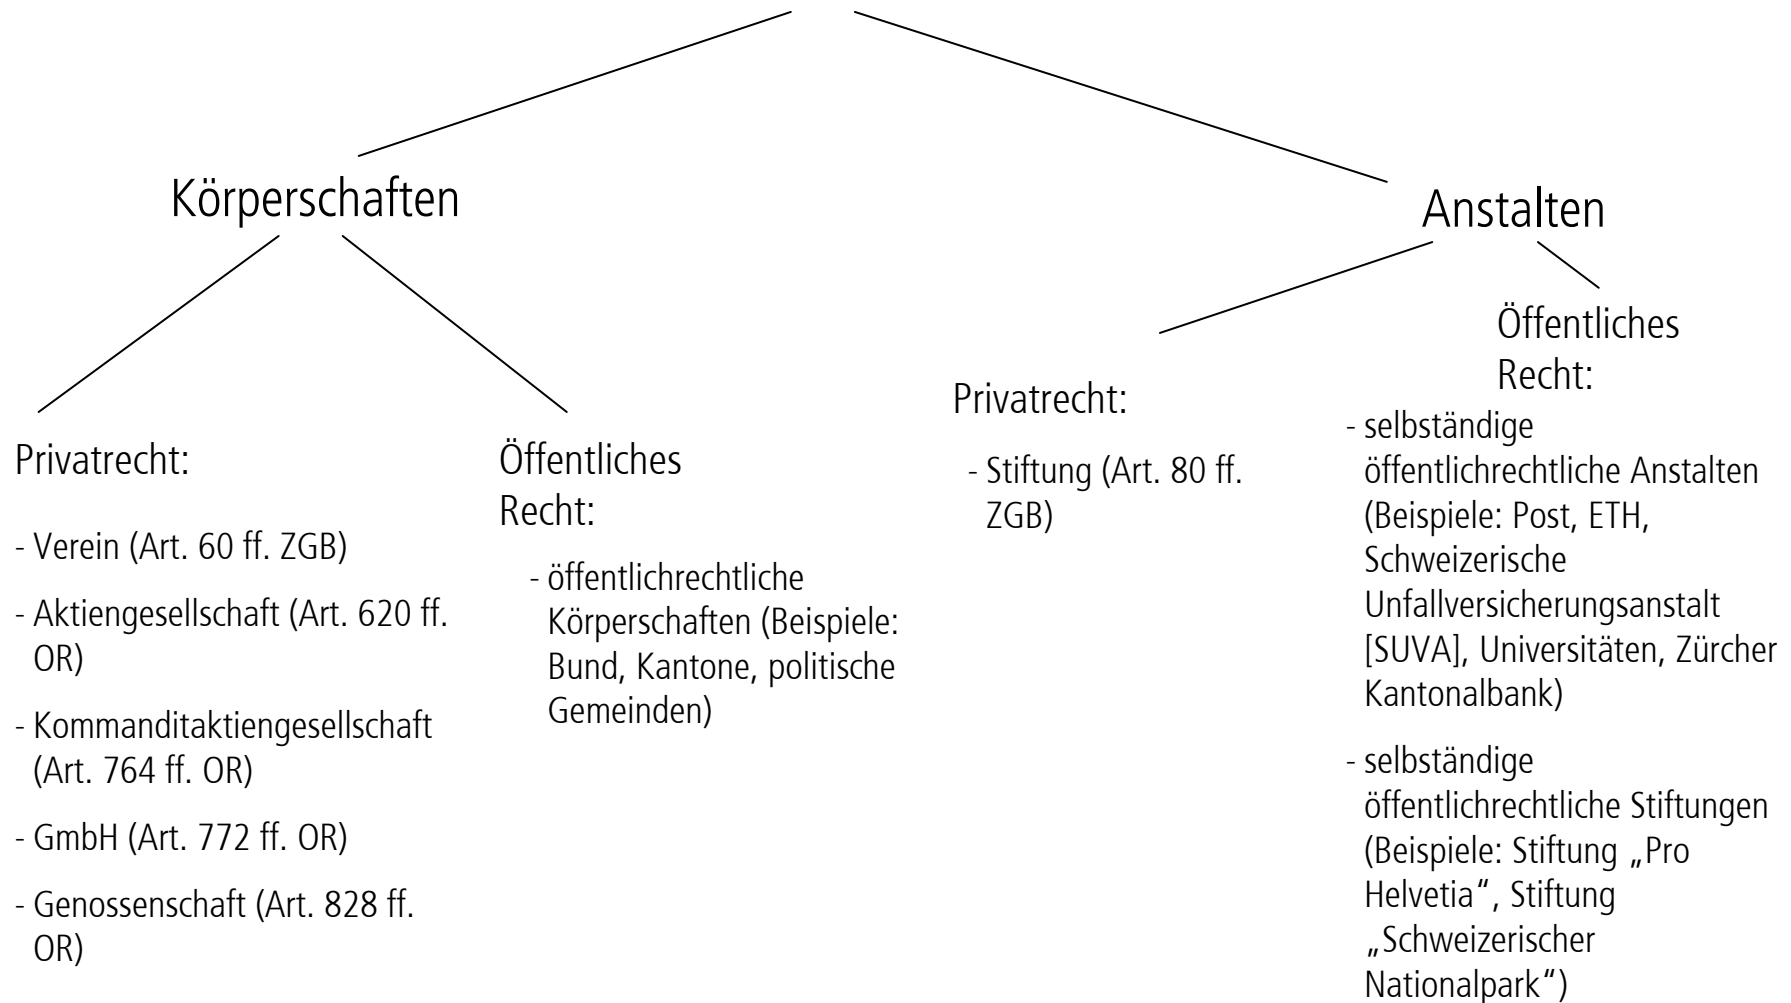 Körperschaften
Anstalten
Privatrecht:
- Verein (Art. 60 ff. ZGB)
- Aktiengesellschaft (Art. 620 ff.
OR)
- Kommanditaktiengesellschaft
(Art. 764 ff. OR)
- GmbH (Art. 772 ff. OR)
- Genossenschaft (Art. 828 ff.
OR)
Öffentliches
Recht:
- öffentlichrechtliche
Körperschaften (Beispiele:
Bund, Kantone, politische
Gemeinden)
Privatrecht:
- Stiftung (Art. 80 ff.
ZGB)
Öffentliches
Recht:
- selbständige
öffentlichrechtliche Anstalten
(Beispiele: Post, ETH,
Schweizerische
Unfallversicherungsanstalt
[SUVA], Universitäten, Zürcher
Kantonalbank)
- selbständige
öffentlichrechtliche Stiftungen
(Beispiele: Stiftung „Pro
Helvetia“, Stiftung
„Schweizerischer
Nationalpark“)